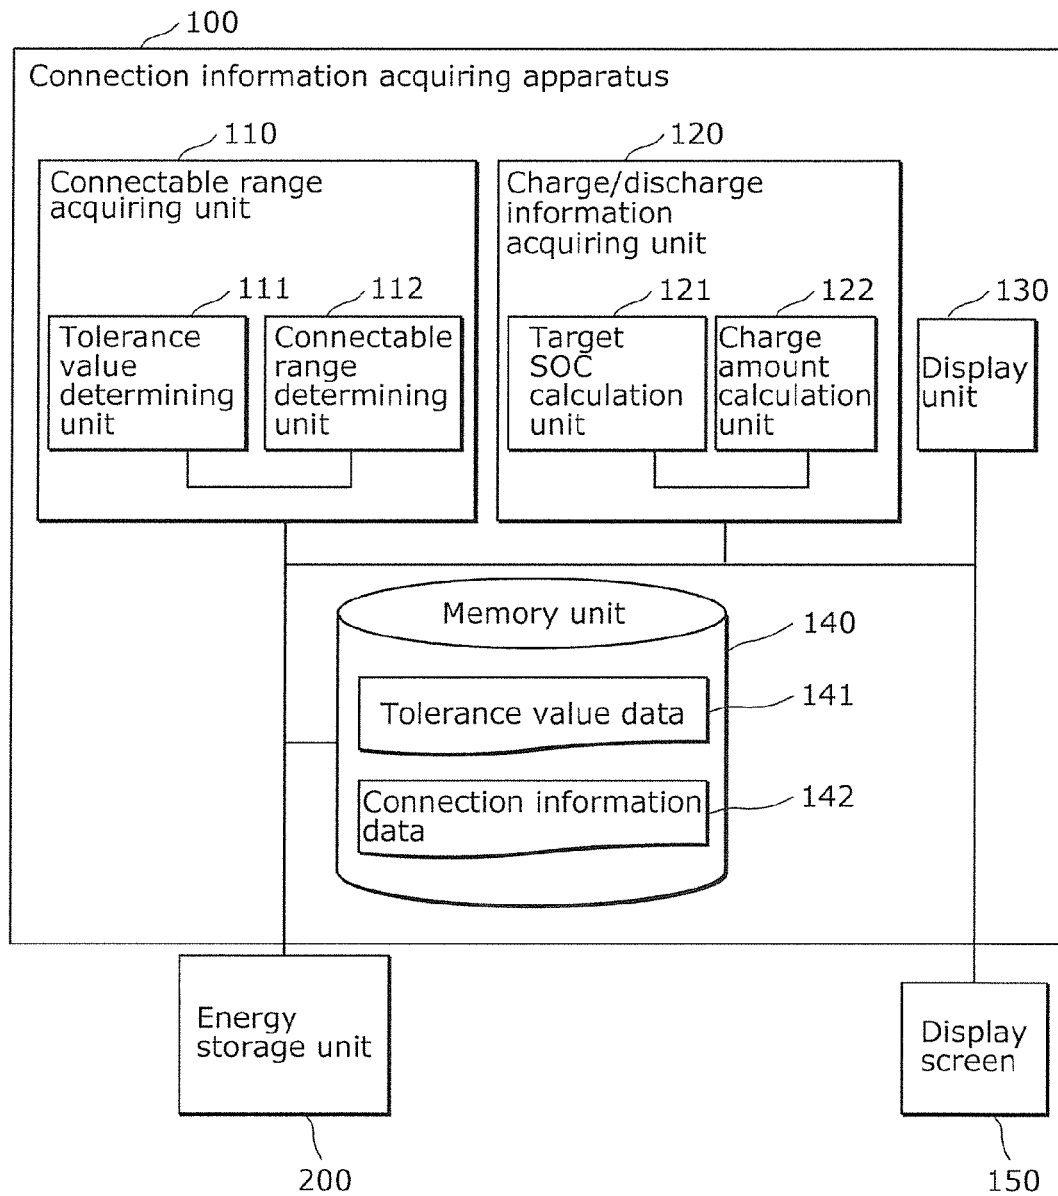 100
Connection information acquiring apparatus
110
120
Connectable range
acquiring unit
Charge/discharge
information
acquiring unit
111
112
121
122
130
Tolerance
value
determining
unit
Connectable
range
determining
unit
Target
SOC
calculation
unit
Charge
amount
calculation
unit
Display
unit
Memory unit
140
Tolerance value data
141
Connection information
data
142
Energy
storage unit
Display
screen
200
150